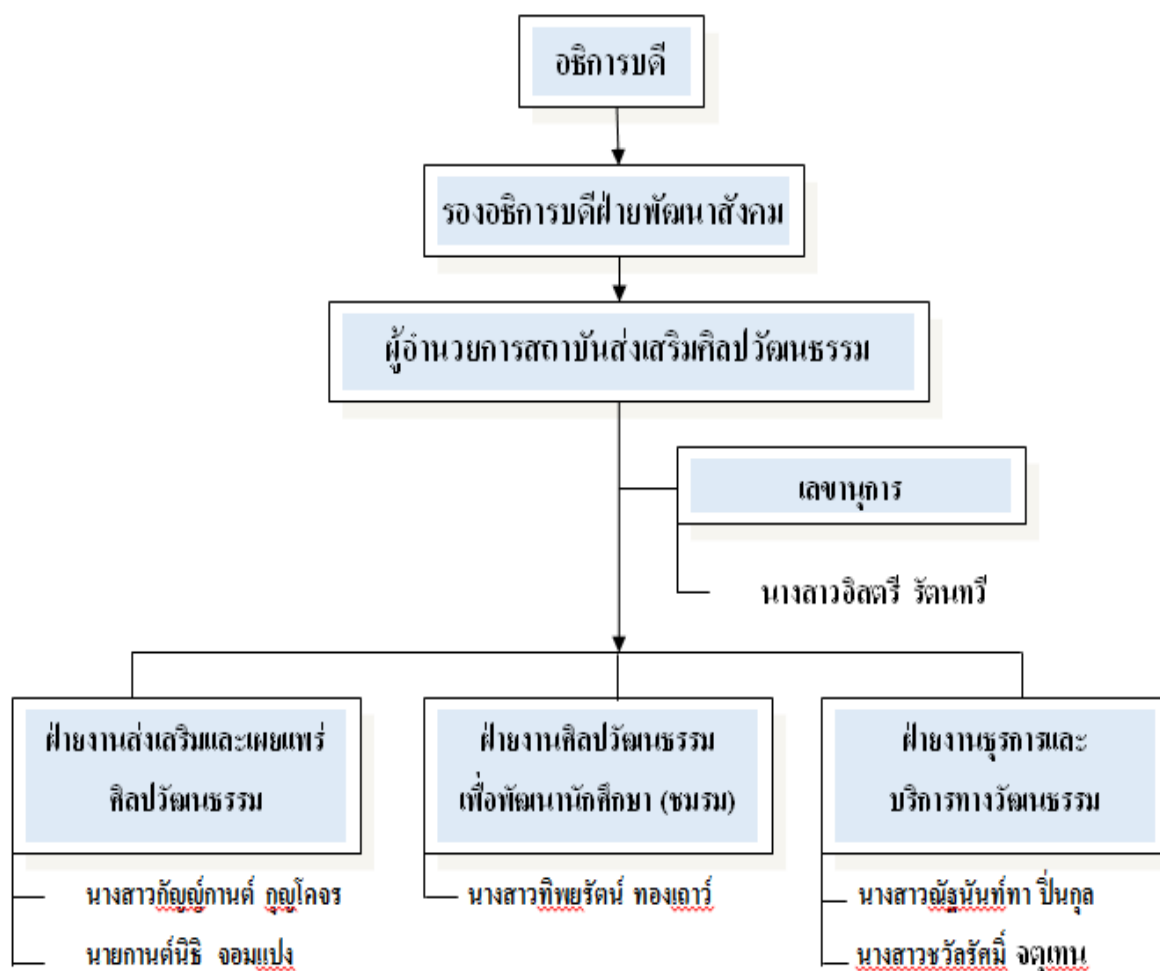 อธิการบดี
รองอธิการบดีฝ่ายพัฒนาสังคม
ผู้อำนวยการสถาบันส่งเสริมศิลปวัฒนธรรม
เลขานุการ
นางสาวอิสตรี รัตนทวี
ฝ่ายงานส่งเสริมและเผยแพร่
ศิลปวัฒนธรรม
นางสาวกัญญ์กานต์ กุญโคจร
นายกานต์นิธิ จอมแปง
ฝ่ายงานศิลปวัฒนธรรม
เพื่อพัฒนานักศึกษา (ชมรม)
นางสาวทิพยรัตน์ ทองเถาว์
ฝ่ายงานธุรการและ
บริการทางวัฒนธรรม
นางสาวณัฐนันท์ทา ปิ่นกุล
นางสาวชวัลรัศมิ์ จตุเทน